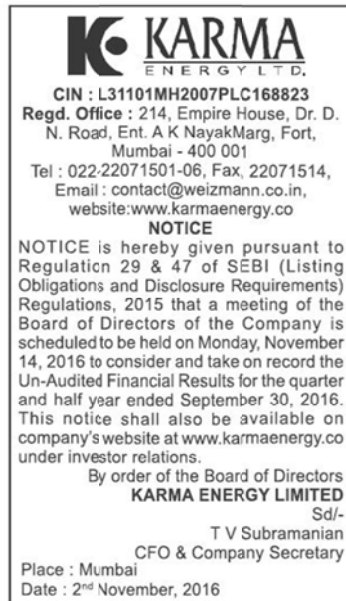 KARMA
ENERGY LTD.
CIN : L31101MH2007PLC168823
Regd. Office : 214, Empire House, Dr. D.
N. Road, Ent. A K NayakMarg, Fort,
Mumbai - 400 001
Tel : 022-22071501-06, Fax, 22071514,
Email : contact@weizmann.co.in,
website:www.karmaenergy.co
NOTICE
NOTICE is hereby given pursuant to
Regulation 29 & 47 of SEBI (Listing
Obligations and Disclosure Requirements)
Regulations, 2015 that a meeting of the
Board of Directors of the Company is
scheduled to be held on Monday, November
14, 2016 to consider and take on record the
Un-Audited Financial Results for the quarter
and half year ended September 30, 2016.
This notice shall also be available on
company's website at www.karmaenergy.co
under investor relations.
By order of the Board of Directors
KARMA ENERGY LIMITED
Sd/-
T V Subramanian
CFO & Company Secretary
Place : Mumbai
Date : 2nd November, 2016